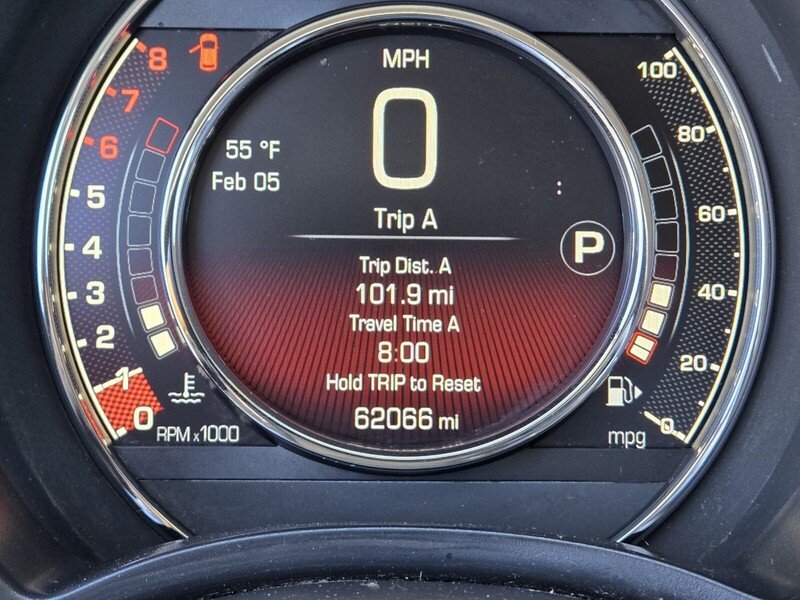 MPH
0
55 °F
Feb 05
:
Trip A
P
Trip Dist. A
101.9 mi
Travel Time A
8:00
Hold TRIP to Reset
62066 mi
8
7
6
5
4
3
2
1
0
RPM x1000
100
80
60
40
20
0
mpg